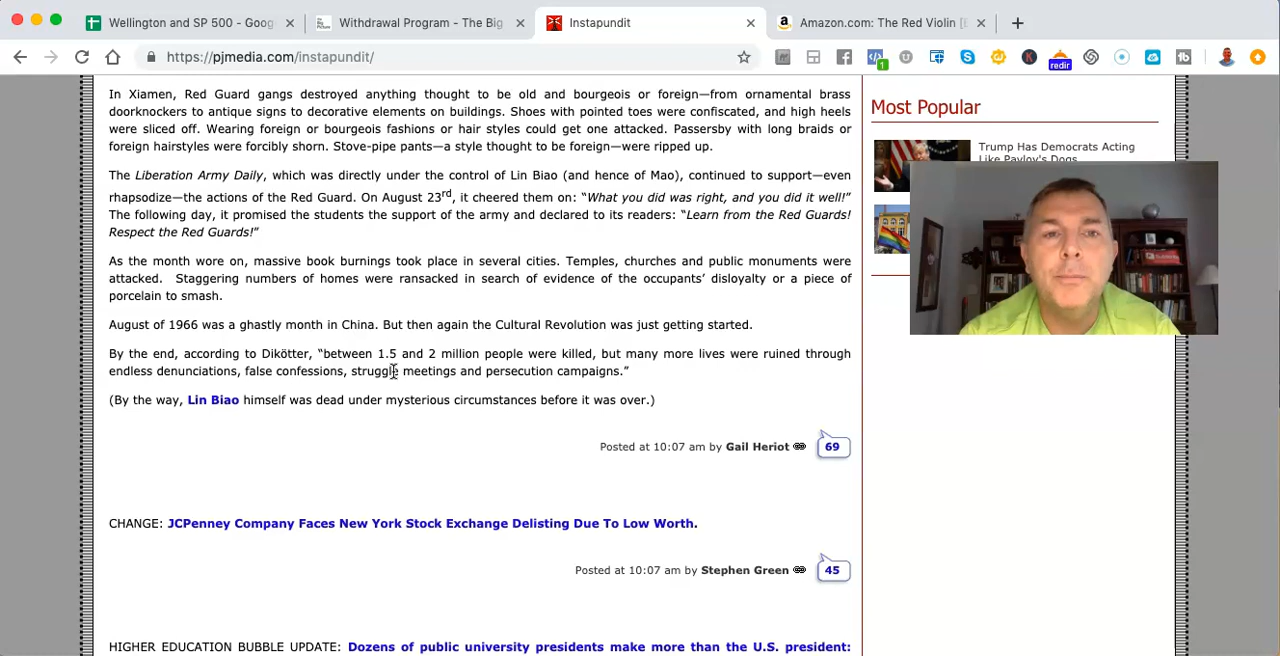 Wellington and SP 500 - Goog
Withdrawal Program - The Big
Instapundit
Amazon.com: The Red Violin [
https://pjmedia.com/instapundit/
1
redir
In Xiamen, Red Guard gangs destroyed anything thought to be old and bourgeois or foreign—from ornamental brass
doorknockers to antique signs to decorative elements on buildings. Shoes with pointed toes were confiscated, and high heels
were sliced off. Wearing foreign or bourgeois fashions or hair styles could get one attacked. Passersby with long braids or
foreign hairstyles were forcibly shorn. Stove-pipe pants—a style thought to be foreign—were ripped up.
The Liberation Army Daily, which was directly under the control of Lin Biao (and hence of Mao), continued to support—even
rhapsodize—the actions of the Red Guard. On August 23rd, it cheered them on: “What you did was right, and you did it well!”
The following day, it promised the students the support of the army and declared to its readers: “Learn from the Red Guards!
Respect the Red Guards!”
As the month wore on, massive book burnings took place in several cities. Temples, churches and public monuments were
attacked. Staggering numbers of homes were ransacked in search of evidence of the occupants’ disloyalty or a piece of
porcelain to smash.
August of 1966 was a ghastly month in China. But then again the Cultural Revolution was just getting started.
By the end, according to Dikötter, “between 1.5 and 2 million people were killed, but many more lives were ruined through
endless denunciations, false confessions, struggle meetings and persecution campaigns.”
(By the way, Lin Biao himself was dead under mysterious circumstances before it was over.)
Posted at 10:07 am by Gail Heriot 69
CHANGE: JCPenney Company Faces New York Stock Exchange Delisting Due To Low Worth.
Posted at 10:07 am by Stephen Green 45
HIGHER EDUCATION BUBBLE UPDATE: Dozens of public university presidents make more than the U.S. president:
Most Popular
Trump Has Democrats Acting
Like Pavlov's Dogs